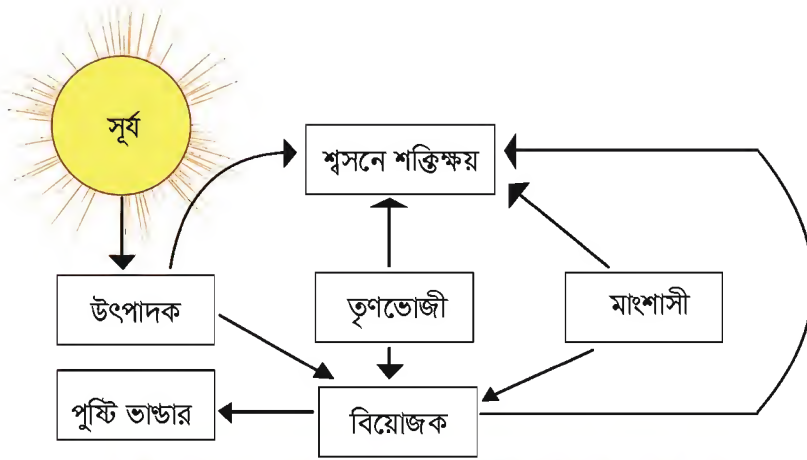 সূর্য
শ্বসনে শক্তিক্ষয়
উৎপাদক
তৃণভোজী
মাংশাসী
পুষ্টি ভাণ্ডার
বিয়োজক